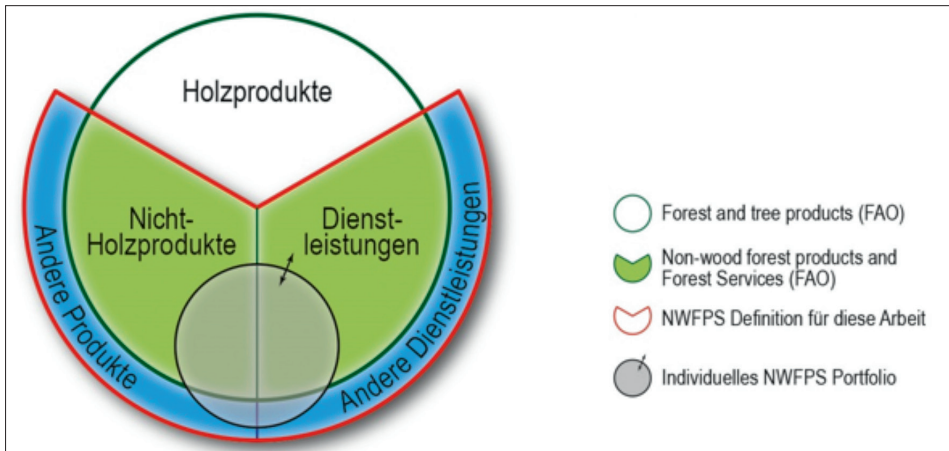 Holzprodukte
Nicht-
Holzprodukte
Dienst-
leistungen
Andere Produkte
Andere Dienstleistungen
Forest and tree products (FAO)
Non-wood forest products and
Forest Services (FAO)
NWFPS Definition für diese Arbeit
Individuelles NWFPS Portfolio